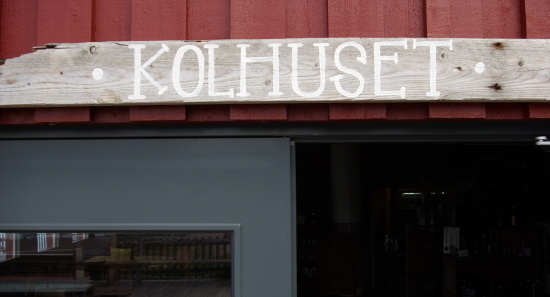 • KOLHUSET •